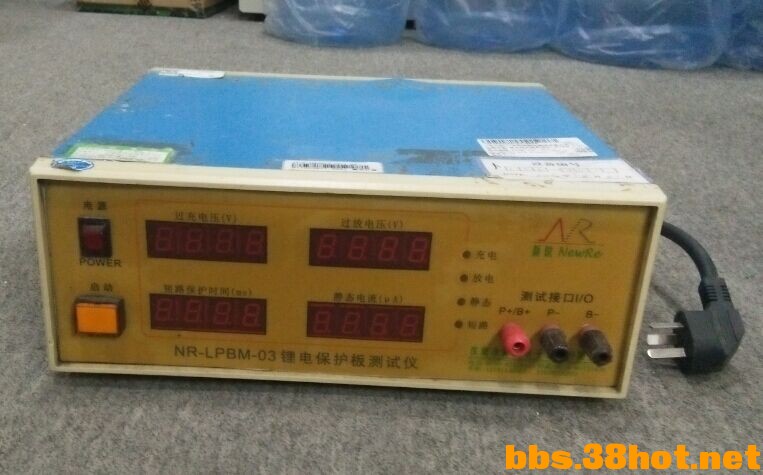 电源
过充电压(V)
过放电压(V)
NewRe
充电
POWER
放电
启动
短路保护时间(ms)
静态电流(μA)
静态
测试接口I/O
短路
P+/B+ P- B-
NR-LPBM-03 锂电保护板测试仪
bbs.38hot.net